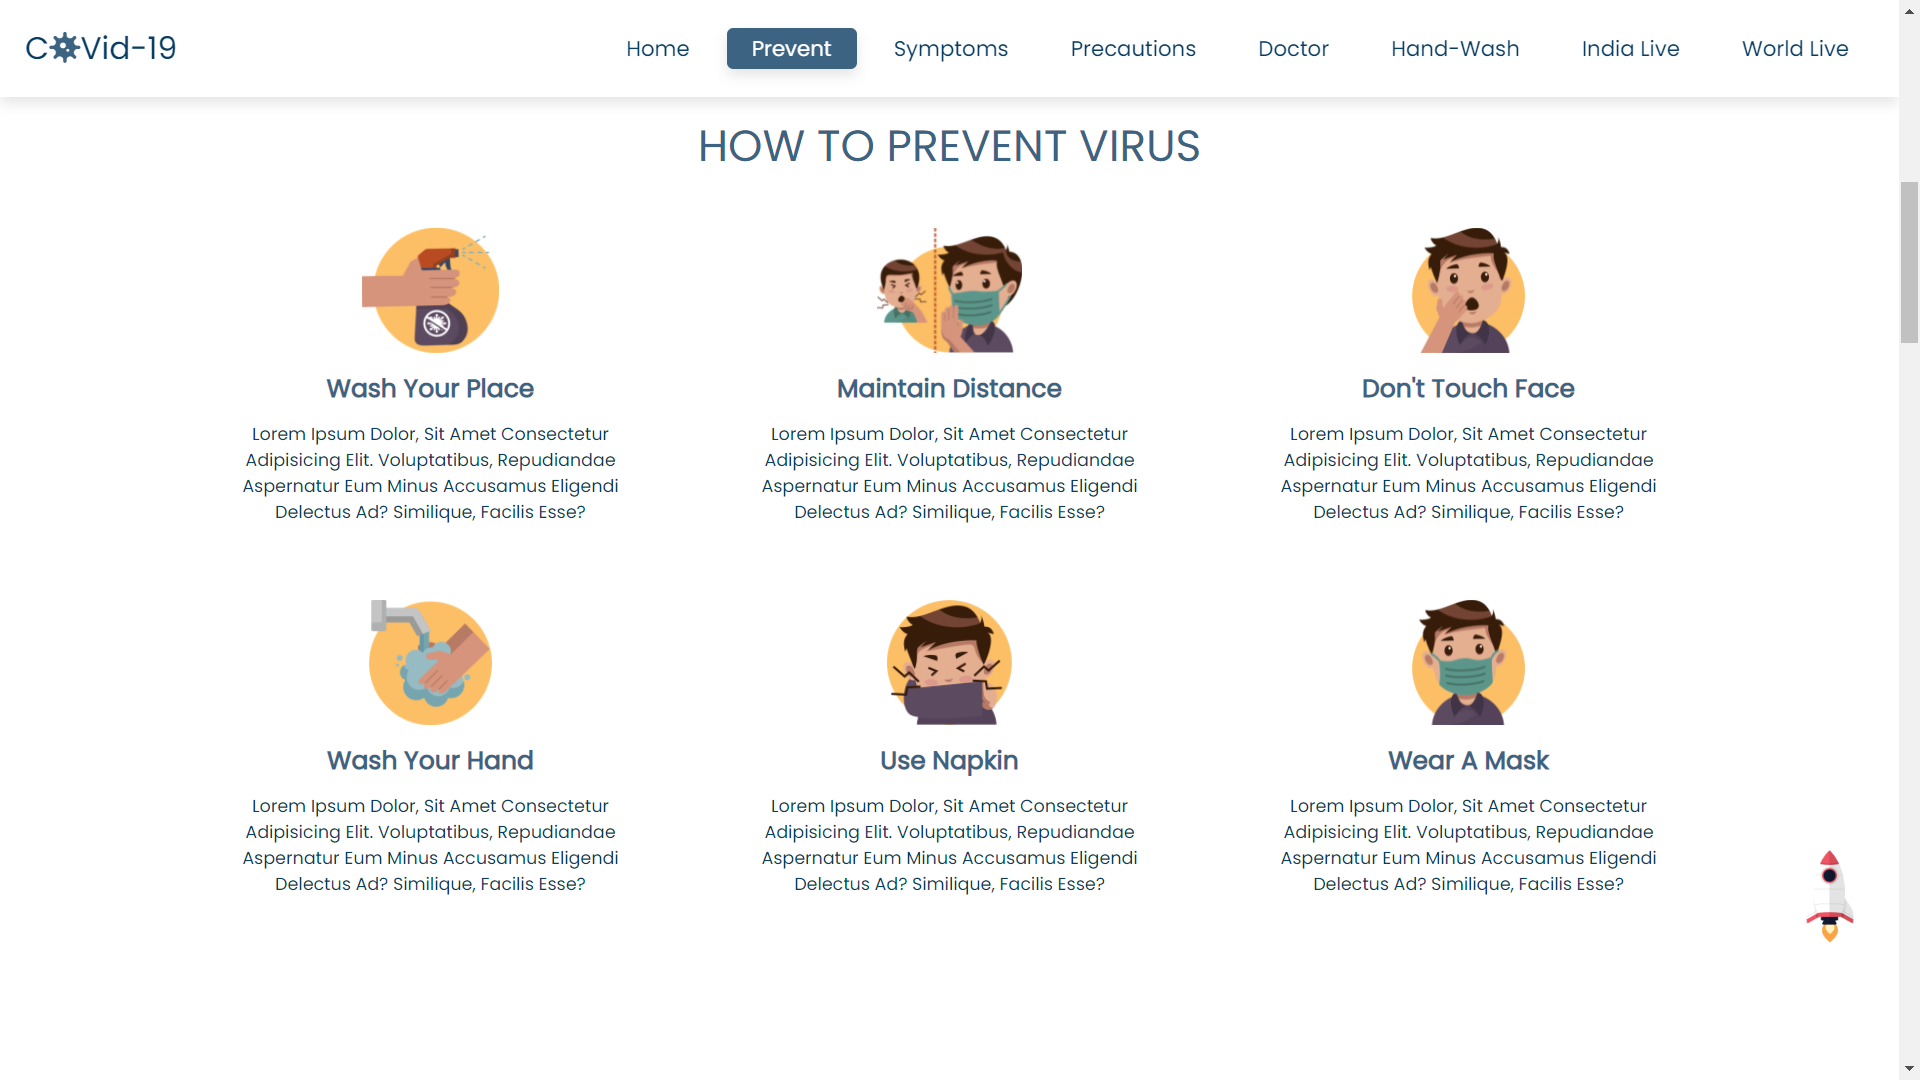 CoVid-19
Home Prevent Symptoms Precautions Doctor Hand-Wash India Live World Live
HOW TO PREVENT VIRUS
Wash Your Place
Lorem Ipsum Dolor, Sit Amet Consectetur
Adipisicing Elit. Voluptatibus, Repudiandae
Aspernatur Eum Minus Accusamus Eligendi
Delectus Ad? Similique, Facilis Esse?
Maintain Distance
Lorem Ipsum Dolor, Sit Amet Consectetur
Adipisicing Elit. Voluptatibus, Repudiandae
Aspernatur Eum Minus Accusamus Eligendi
Delectus Ad? Similique, Facilis Esse?
Don't Touch Face
Lorem Ipsum Dolor, Sit Amet Consectetur
Adipisicing Elit. Voluptatibus, Repudiandae
Aspernatur Eum Minus Accusamus Eligendi
Delectus Ad? Similique, Facilis Esse?
Wash Your Hand
Lorem Ipsum Dolor, Sit Amet Consectetur
Adipisicing Elit. Voluptatibus, Repudiandae
Aspernatur Eum Minus Accusamus Eligendi
Delectus Ad? Similique, Facilis Esse?
Use Napkin
Lorem Ipsum Dolor, Sit Amet Consectetur
Adipisicing Elit. Voluptatibus, Repudiandae
Aspernatur Eum Minus Accusamus Eligendi
Delectus Ad? Similique, Facilis Esse?
Wear A Mask
Lorem Ipsum Dolor, Sit Amet Consectetur
Adipisicing Elit. Voluptatibus, Repudiandae
Aspernatur Eum Minus Accusamus Eligendi
Delectus Ad? Similique, Facilis Esse?